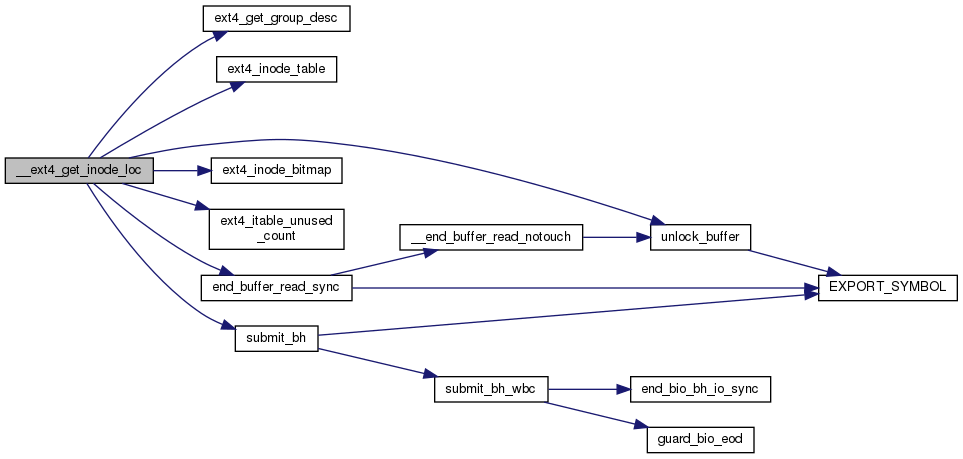 ext4_get_group_desc
ext4_inode_table
__ext4_get_inode_loc
ext4_inode_bitmap
ext4_itable_unused
_count
__end_buffer_read_notouch
unlock_buffer
end_buffer_read_sync
EXPORT_SYMBOL
submit_bh
submit_bh_wbc
end_bio_bh_io_sync
guard_bio_eod